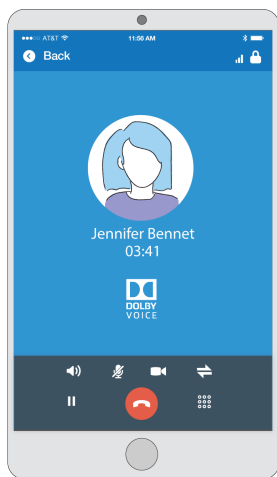 AT&T 11:56 AM
Back
Jennifer Bennet
03:41
DOLBY
VOICE